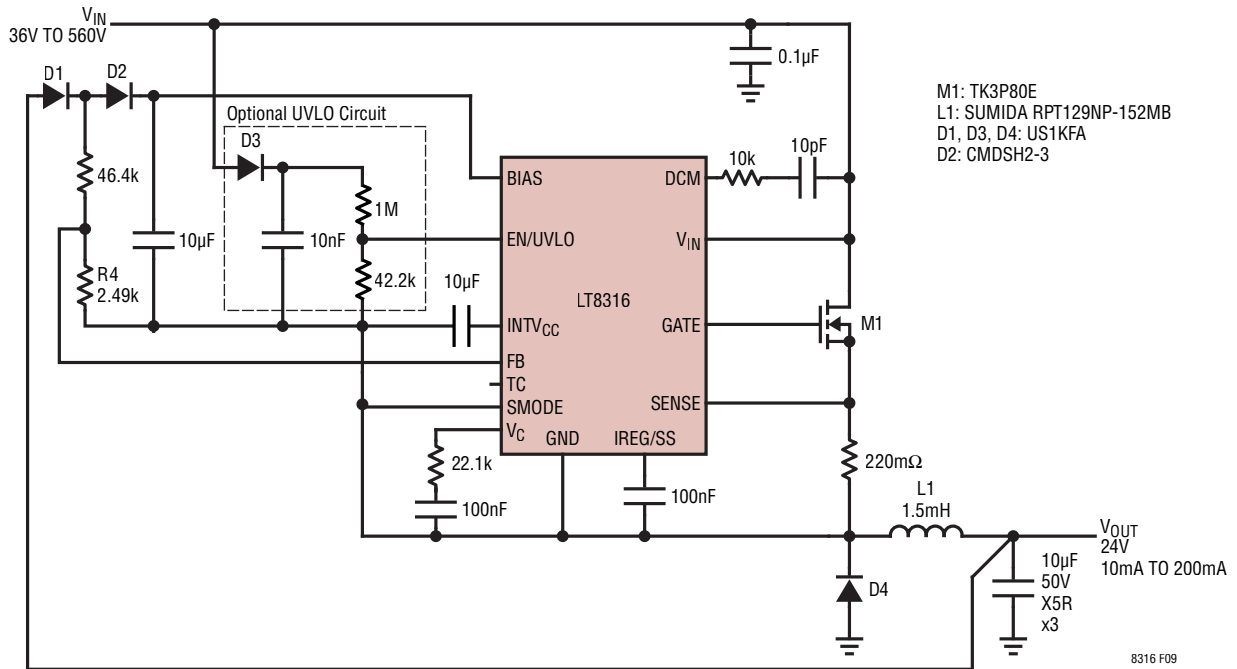 VIN
36V TO 560V
D1
D2
0.1µF
M1: TK3P80E
L1: SUMIDA RPT129NP-152MB
D1, D3, D4: US1KFA
D2: CMDSH2-3
Optional UVLO Circuit
D3
46.4k
10µF
R4
2.49k
10nF
1M
42.2k
10µF
BIAS
EN/UVLO
INTVCC
FB
TC
SMODE
VC
GND
IREG/SS
LT8316
DCM
VIN
GATE
SENSE
10k
10pF
M1
220mΩ
22.1k
100nF
100nF
L1
1.5mH
D4
VOUT
24V
10mA TO 200mA
10µF
50V
X5R
x3
8316 F09